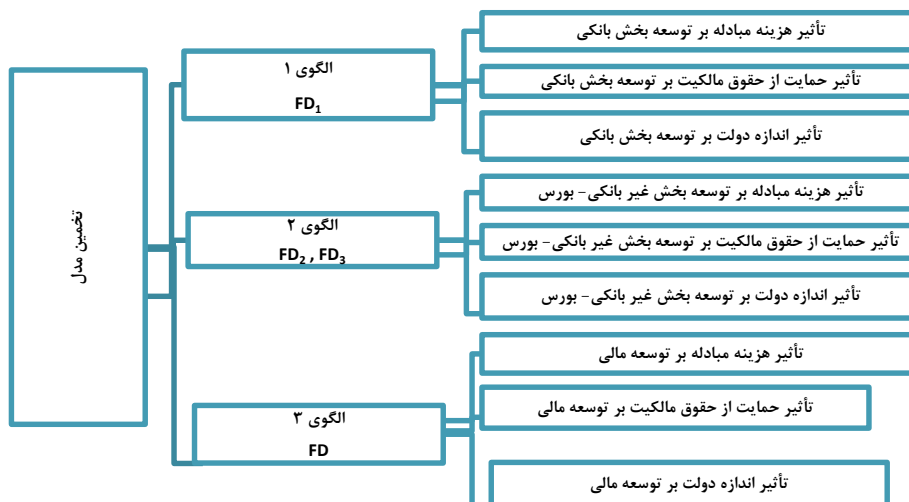 تخمین مدل
الگوی ۱
FD₁
تأثیر هزینه مبادله بر توسعه بخش بانکی
تأثیر حمایت از حقوق مالکیت بر توسعه بخش بانکی
تأثیر اندازه دولت بر توسعه بخش بانکی
الگوی ۲
FD₂ , FD₃
تأثیر هزینه مبادله بر توسعه بخش غیر بانکی- بورس
تأثیر حمایت از حقوق مالکیت بر توسعه بخش غیر بانکی- بورس
تأثیر اندازه دولت بر توسعه بخش غیر بانکی- بورس
الگوی ۳
FD
تأثیر هزینه مبادله بر توسعه مالی
تأثیر حمایت از حقوق مالکیت بر توسعه مالی
تأثیر اندازه دولت بر توسعه مالی